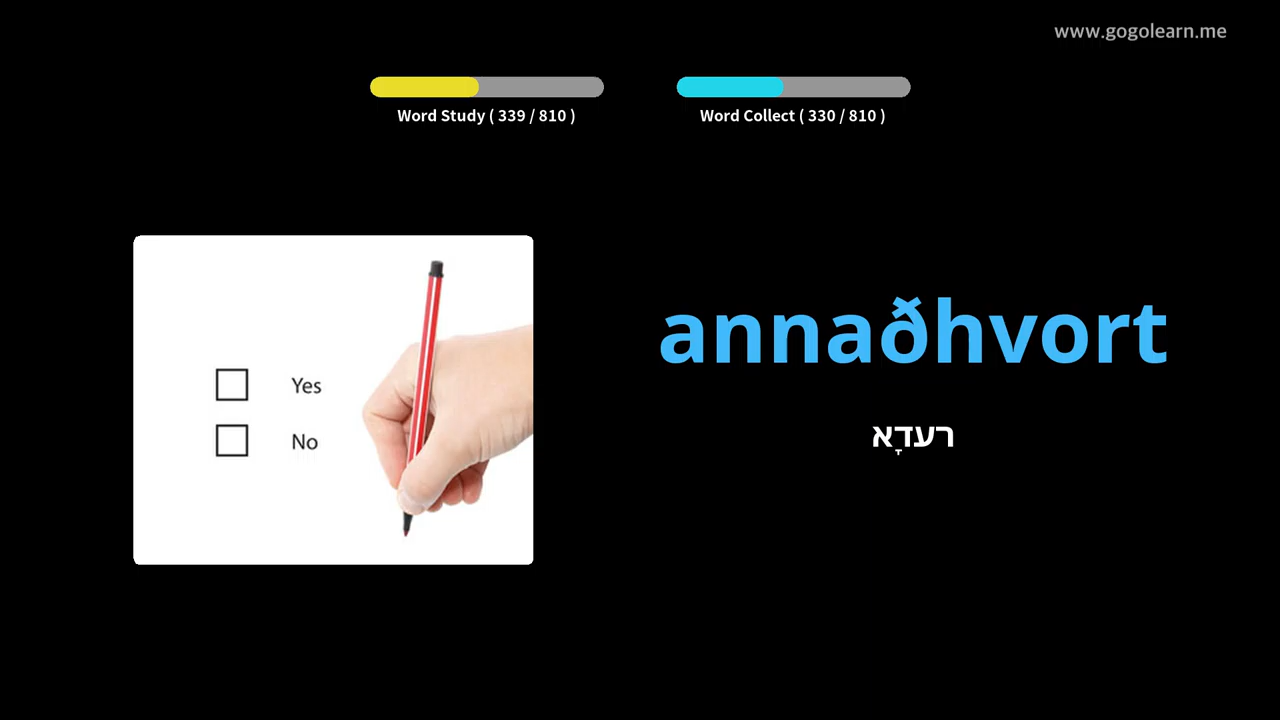 www.gogolearn.me
Word Study ( 339 / 810 )
Word Collect ( 330 / 810 )
Yes
No
annaðhvort
רעדָא